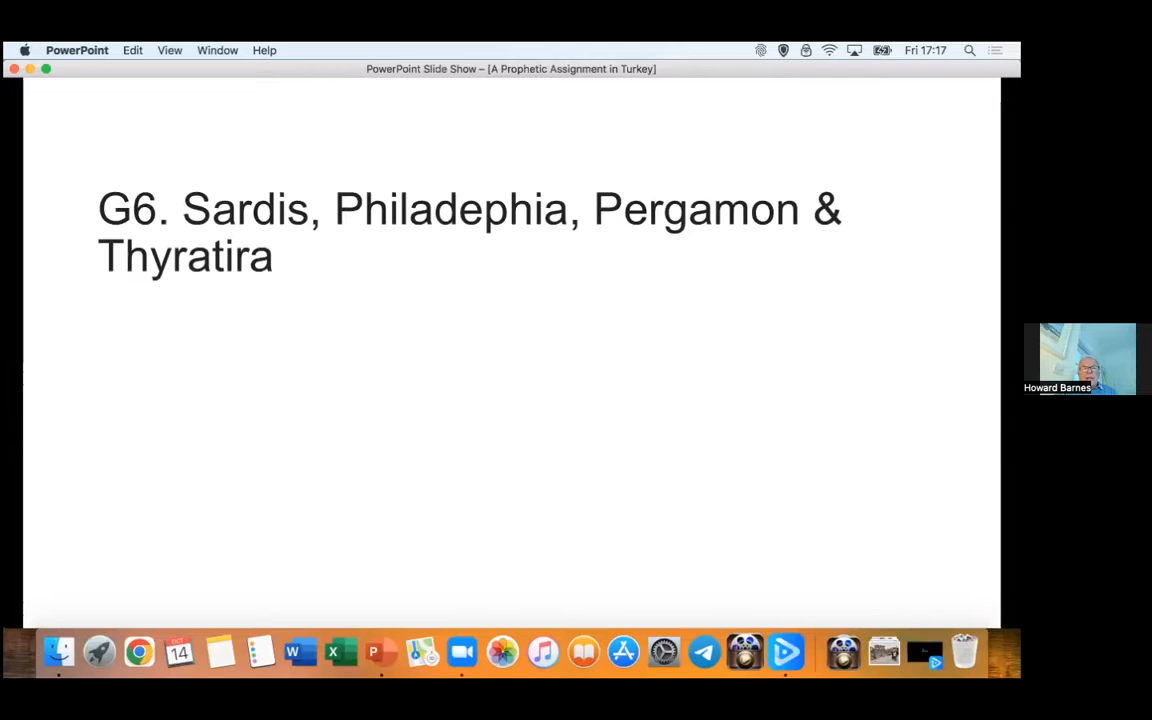 PowerPoint Edit View Window Help Fri 17:17
PowerPoint Slide Show – [A Prophetic Assignment in Turkey]
G6. Sardis, Philadephia, Pergamon &
Thyratira
Howard Barnes
OCT
14
W X P